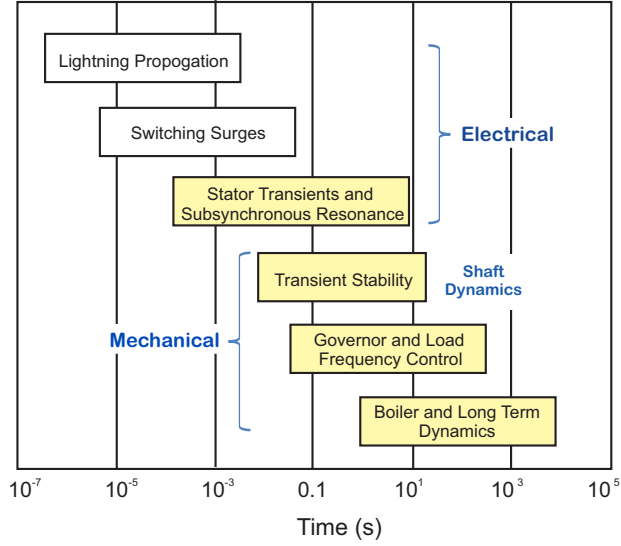 Lightning Propogation
Switching Surges
Electrical
Stator Transients and
Subsynchronous Resonance
Transient Stability
Shaft
Dynamics
Mechanical
Governor and Load
Frequency Control
Boiler and Long Term
Dynamics
10⁻⁷ 10⁻⁵ 10⁻³ 0.1 10¹ 10³ 10⁵
Time (s)